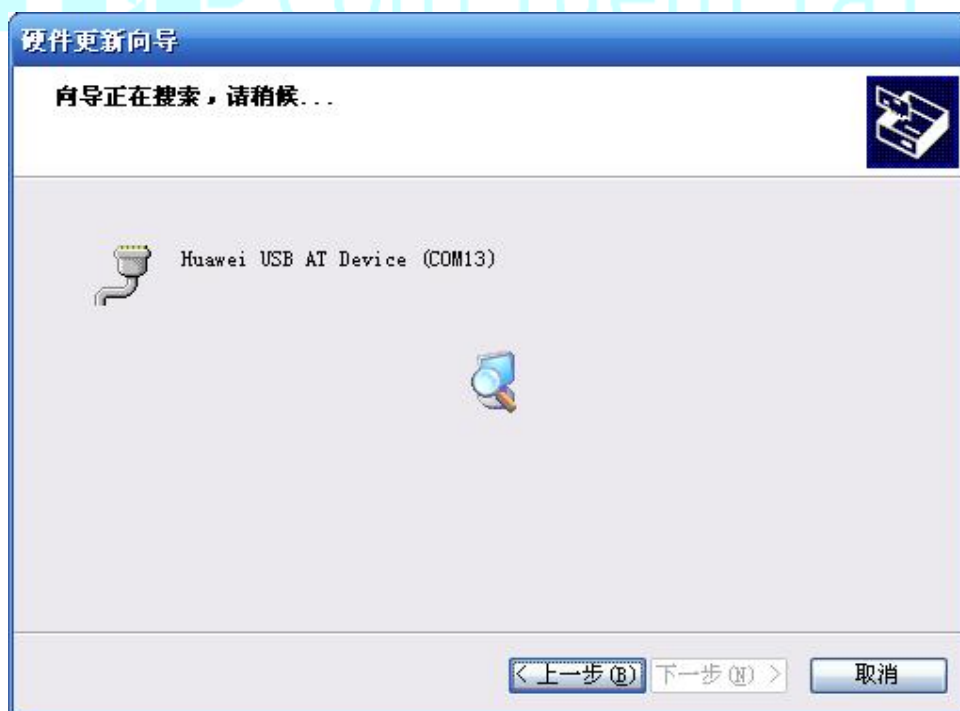 硬件更新向导
向导正在搜索，请稍候...
Huawei USB AT Device (COM13)
< 上一步(B) 下一步(N) > 取消